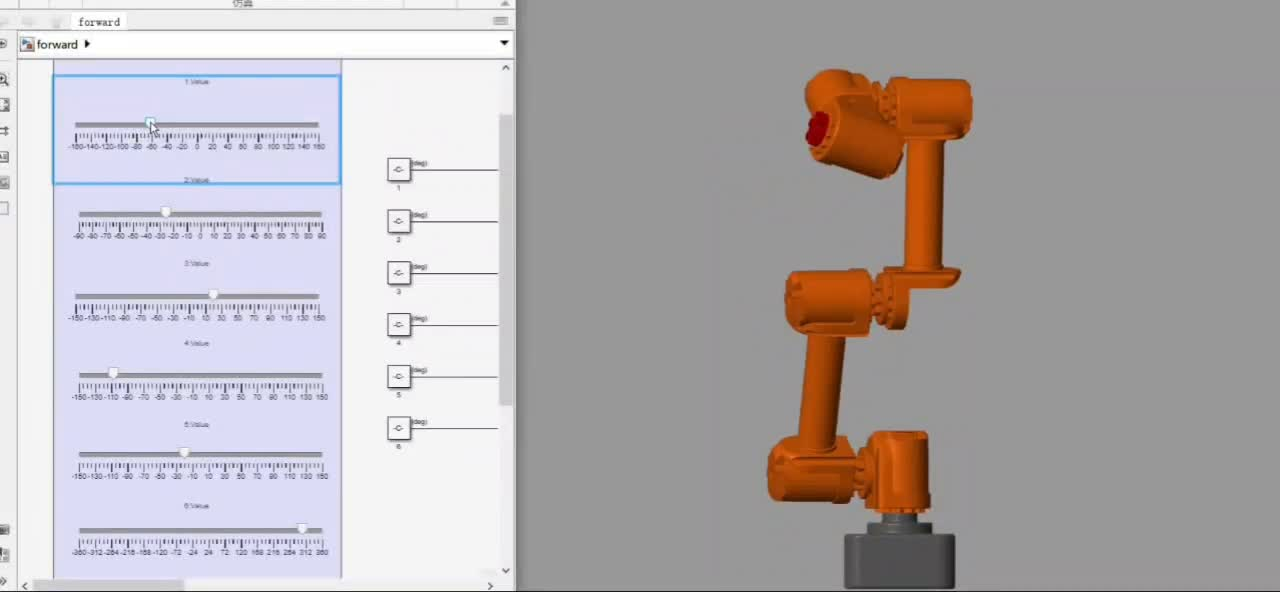 仿真
forward
forward
1:Value
-160-140-120-100-80 -60 -40 -20 0 20 40 60 80 100 120 140 160
2:Value
-90 -80 -70 -60 -50 -40 -30 -20 -10 0 10 20 30 40 50 60 70 80 90
3:Value
-150-130-110 -90 -70 -50 -30 -10 10 30 50 70 90 110 130 150
4:Value
-150-130-110 -90 -70 -50 -30 -10 10 30 50 70 90 110 130 150
5:Value
-150-130-110 -90 -70 -50 -30 -10 10 30 50 70 90 110 130 150
6:Value
-360-312-264-216-168-120 -72 -24 24 72 120 168 216 264 312 360
-C- (deg)
1
-C- (deg)
2
-C- (deg)
3
-C- (deg)
4
-C- (deg)
5
-C- (deg)
6